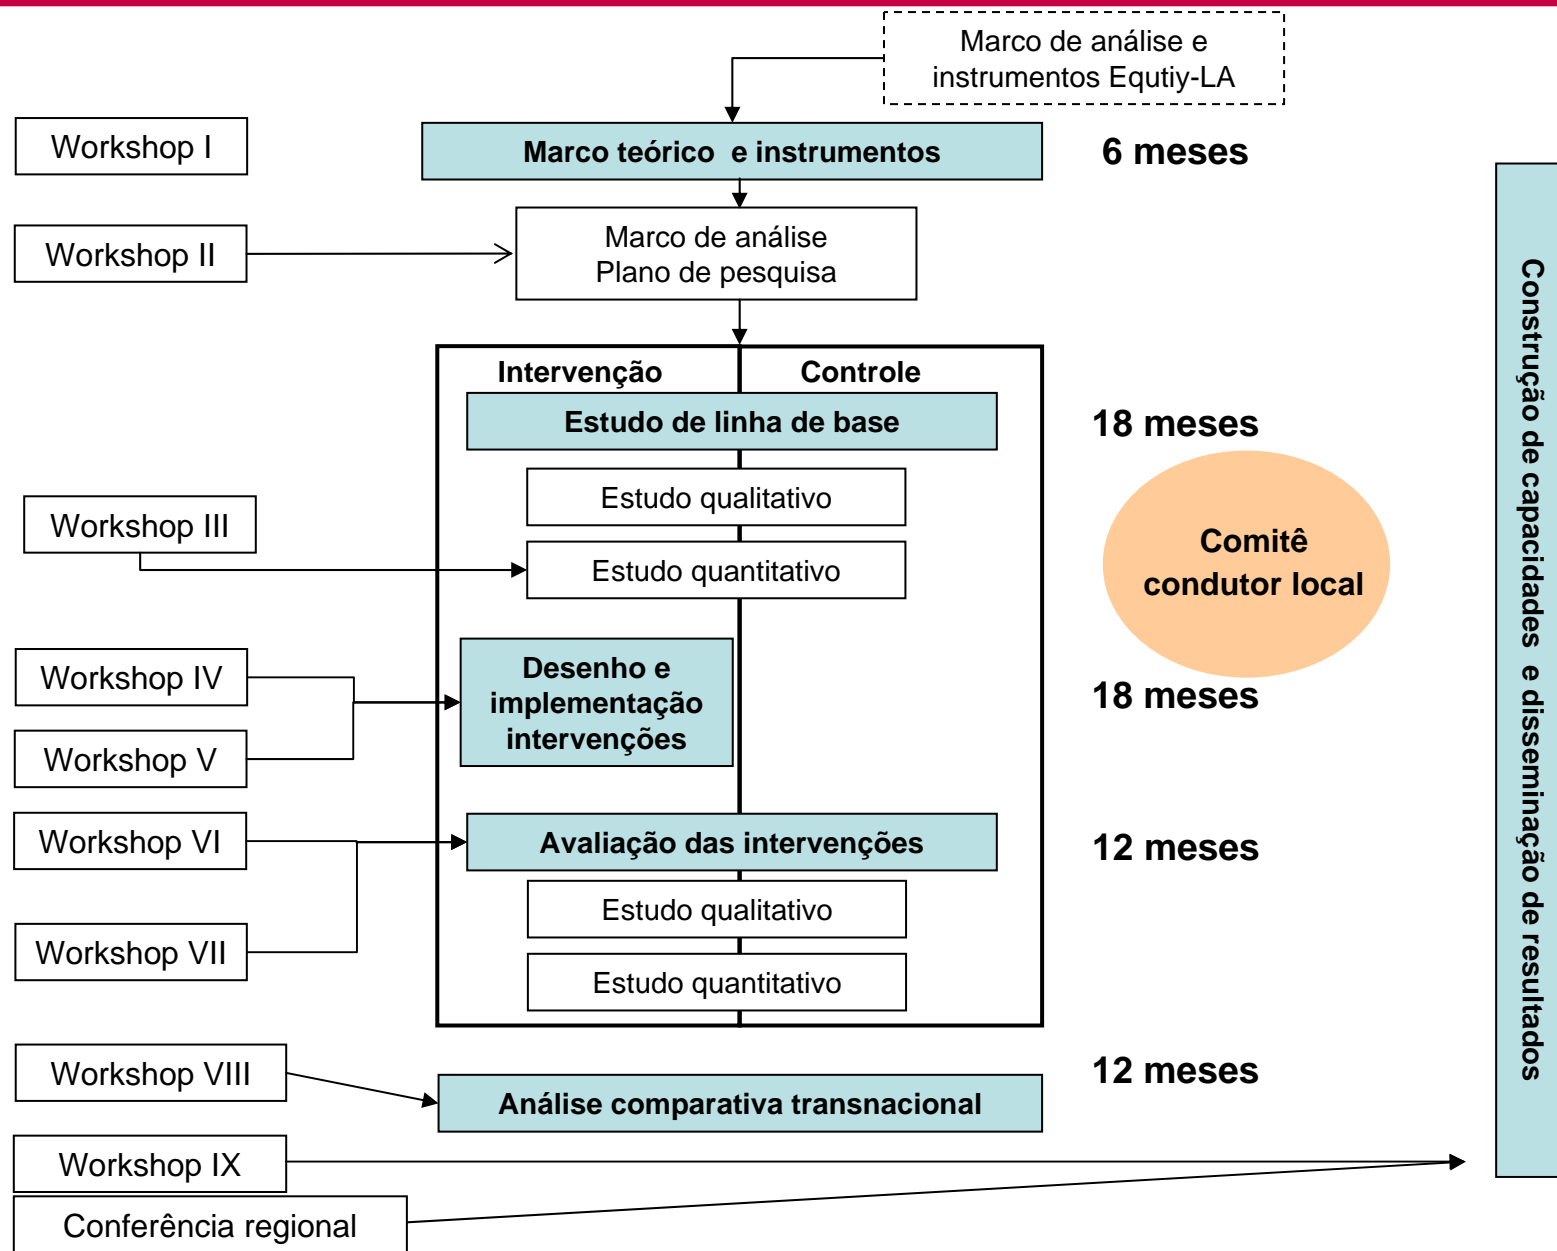 Marco de análise e
instrumentos Equtiy-LA
Workshop I
Marco teórico e instrumentos
6 meses
Workshop II
Marco de análise
Plano de pesquisa
Intervenção
Controle
Estudo de linha de base
18 meses
Estudo qualitativo
Workshop III
Estudo quantitativo
Comitê
condutor local
Workshop IV
Workshop V
Desenho e
implementação
intervenções
18 meses
Workshop VI
Avaliação das intervenções
12 meses
Estudo qualitativo
Workshop VII
Estudo quantitativo
Workshop VIII
Análise comparativa transnacional
12 meses
Workshop IX
Conferência regional
Construção de capacidades e disseminação de resultados